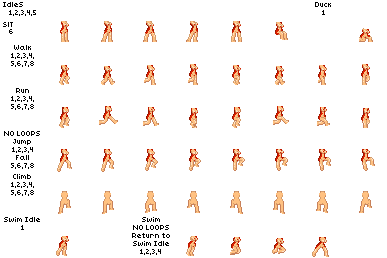 IdleS
1,2,3,4,5
Duck
1
SIT
6
Walk
1,2,3,4,
5,6,7,8
Run
1,2,3,4,
5,6,7,8
NO LOOPS
Jump
1,2,3,4
Fall
5,6,7,8
Climb
1,2,3,4,
5,6,7,8
Swim Idle
1
Swim
NO LOOPS
Return to
Swim Idle
1,2,3,4